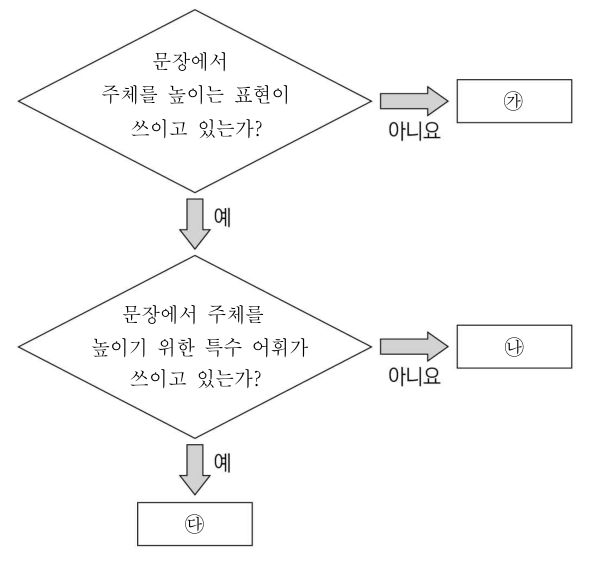 문장에서
주체를 높이는 표현이
쓰이고 있는가?
아니요
㉮
예
문장에서 주체를
높이기 위한 특수 어휘가
쓰이고 있는가?
아니요
㉯
예
㉰